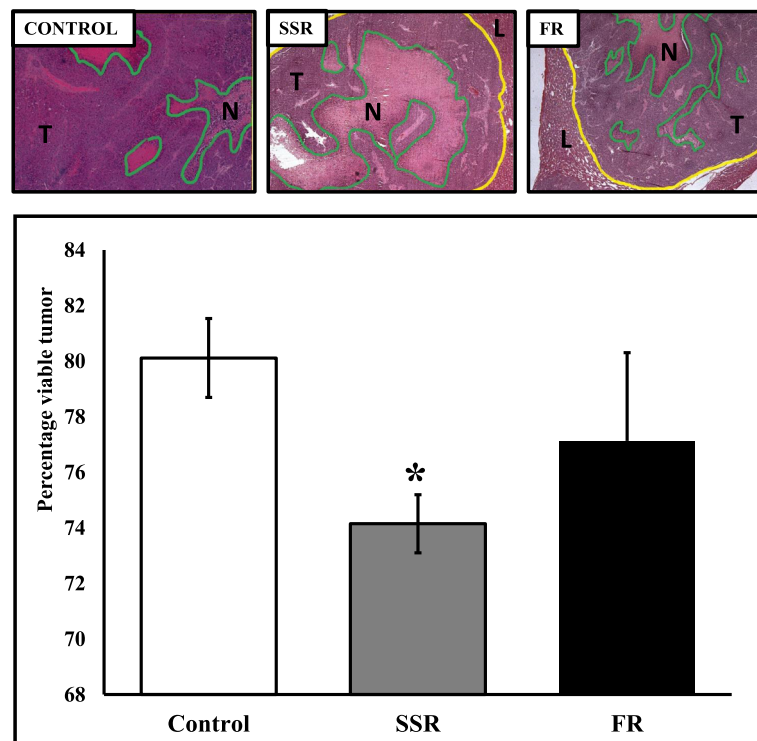 CONTROL
T
N
SSR
L
T
N
FR
N
T
L
Percentage viable tumor
84
82
80
78
76
74
72
70
68
*
Control
SSR
FR